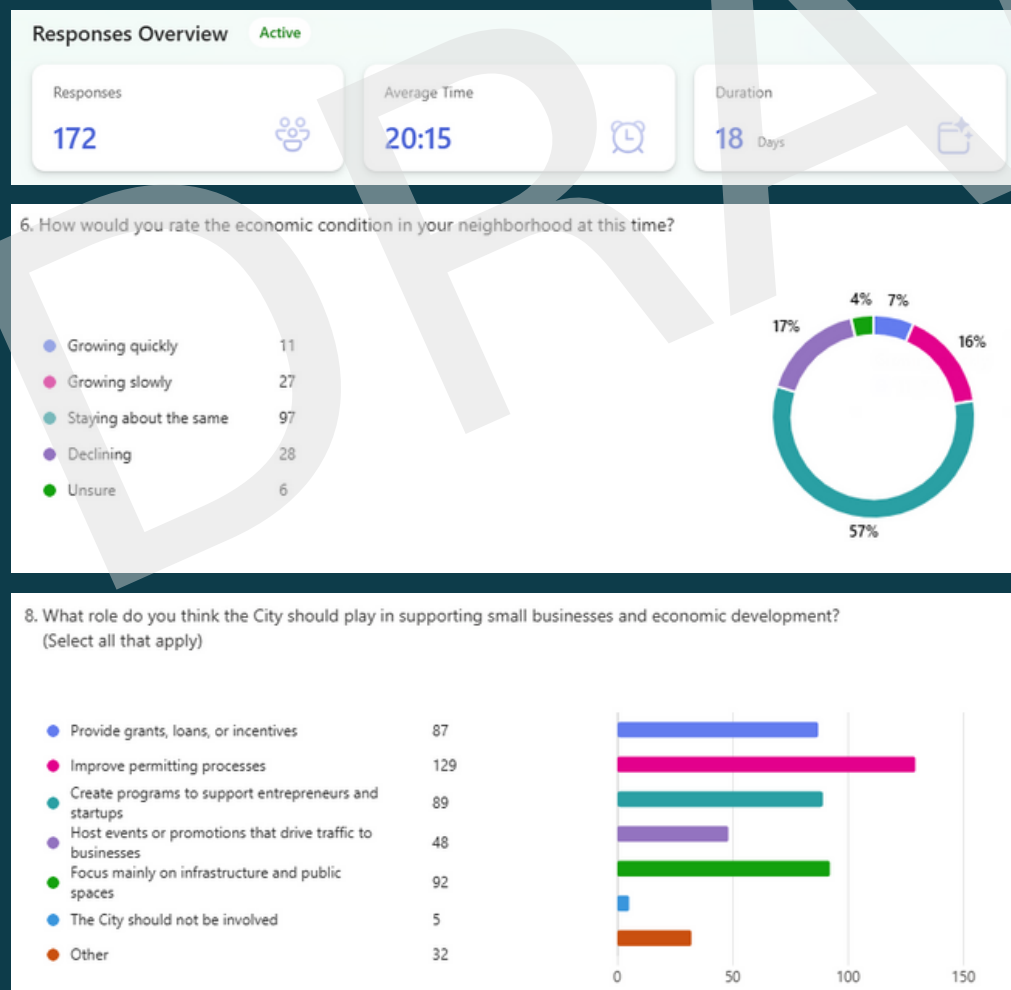 Responses Overview Active
Responses
172
Average Time
20:15
Duration
18 Days
6. How would you rate the economic condition in your neighborhood at this time?
Growing quickly 11
Growing slowly 27
Staying about the same 97
Declining 28
Unsure 6
4% 7%
17%
16%
57%
8. What role do you think the City should play in supporting small businesses and economic development?
(Select all that apply)
Provide grants, loans, or incentives 87
Improve permitting processes 129
Create programs to support entrepreneurs and
startups 89
Host events or promotions that drive traffic to
businesses 48
Focus mainly on infrastructure and public
spaces 92
The City should not be involved 5
Other 32
0 50 100 150
DRA